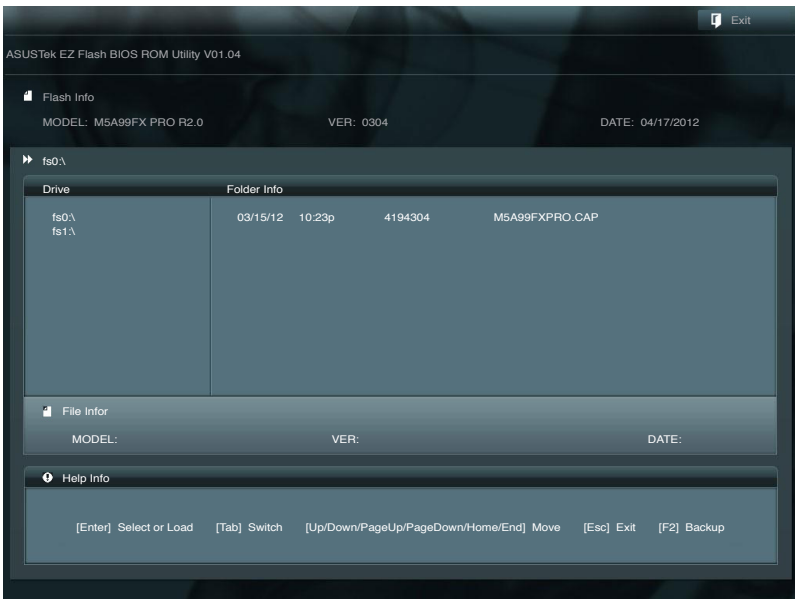 Exit
ASUSTek EZ Flash BIOS ROM Utility V01.04
Flash Info
MODEL: M5A99FX PRO R2.0 VER: 0304 DATE: 04/17/2012
fs0:\
Drive Folder Info
fs0:\ 03/15/12 10:23p 4194304 M5A99FXPRO.CAP
fs1:\
File Infor
MODEL: VER: DATE:
Help Info
[Enter] Select or Load [Tab] Switch [Up/Down/PageUp/PageDown/Home/End] Move [Esc] Exit [F2] Backup